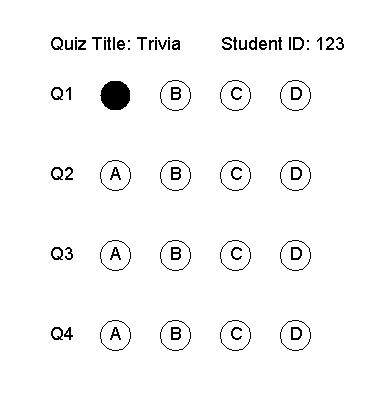 Quiz Title: Trivia Student ID: 123
Q1 B C D
Q2 A B C D
Q3 A B C D
Q4 A B C D